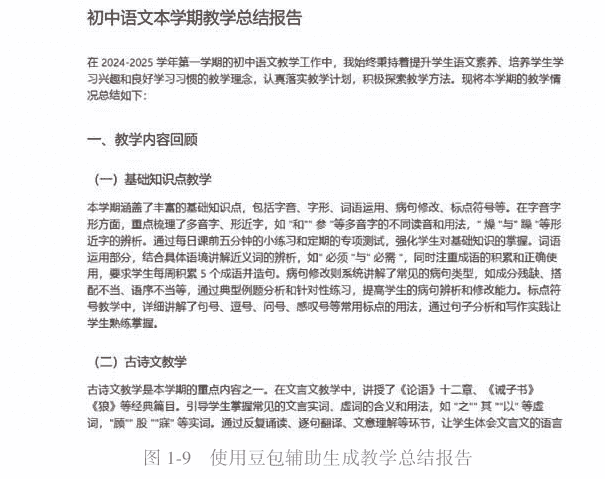 初中语文本学期教学总结报告
在 2024-2025 学年第一学期的初中语文教学工作中，我始终秉持着提升学生语文素养、培养学生学
习兴趣和良好学习习惯的教学理念，认真落实教学计划，积极探索教学方法。现将本学期的教学情
况总结如下：
一、教学内容回顾
（一）基础知识点教学
本学期涵盖了丰富的基础知识点，包括字音、字形、词语运用、病句修改、标点符号等。在字音字
形方面，重点梳理了多音字、形近字，如 “和”“ 参 ”等多音字的不同读音和用法，“ 燥 ”与“ 躁 ”等形
近字的辨析。通过每日课前五分钟的小练习和定期的专项测试，强化学生对基础知识的掌握。词语
运用部分，结合具体语境讲解近义词的辨析，如“ 必须 ”与“ 必需 ”，同时注重成语的积累和正确使
用，要求学生每周积累 5 个成语并造句。病句修改则系统讲解了常见的病句类型，如成分残缺、搭
配不当、语序不当等，通过典型例题分析和针对性练习，提高学生的病句辨析和修改能力。标点符
号教学中，详细讲解了句号、逗号、问号、感叹号等常用标点的用法，通过句子分析和写作实践让
学生熟练掌握。
（二）古诗文教学
古诗文教学是本学期的重点内容之一。在文言文教学中，讲授了《论语》十二章、《诫子书》
《狼》等经典篇目。引导学生掌握常见的文言实词、虚词的含义和用法，如 “之”“ 其 ”“以” 等虚
词，“顾”“ 股 ”“寐” 等实词。通过反复诵读、逐句翻译、文意理解等环节，让学生体会文言文的语言
图 1-9 使用豆包辅助生成教学总结报告